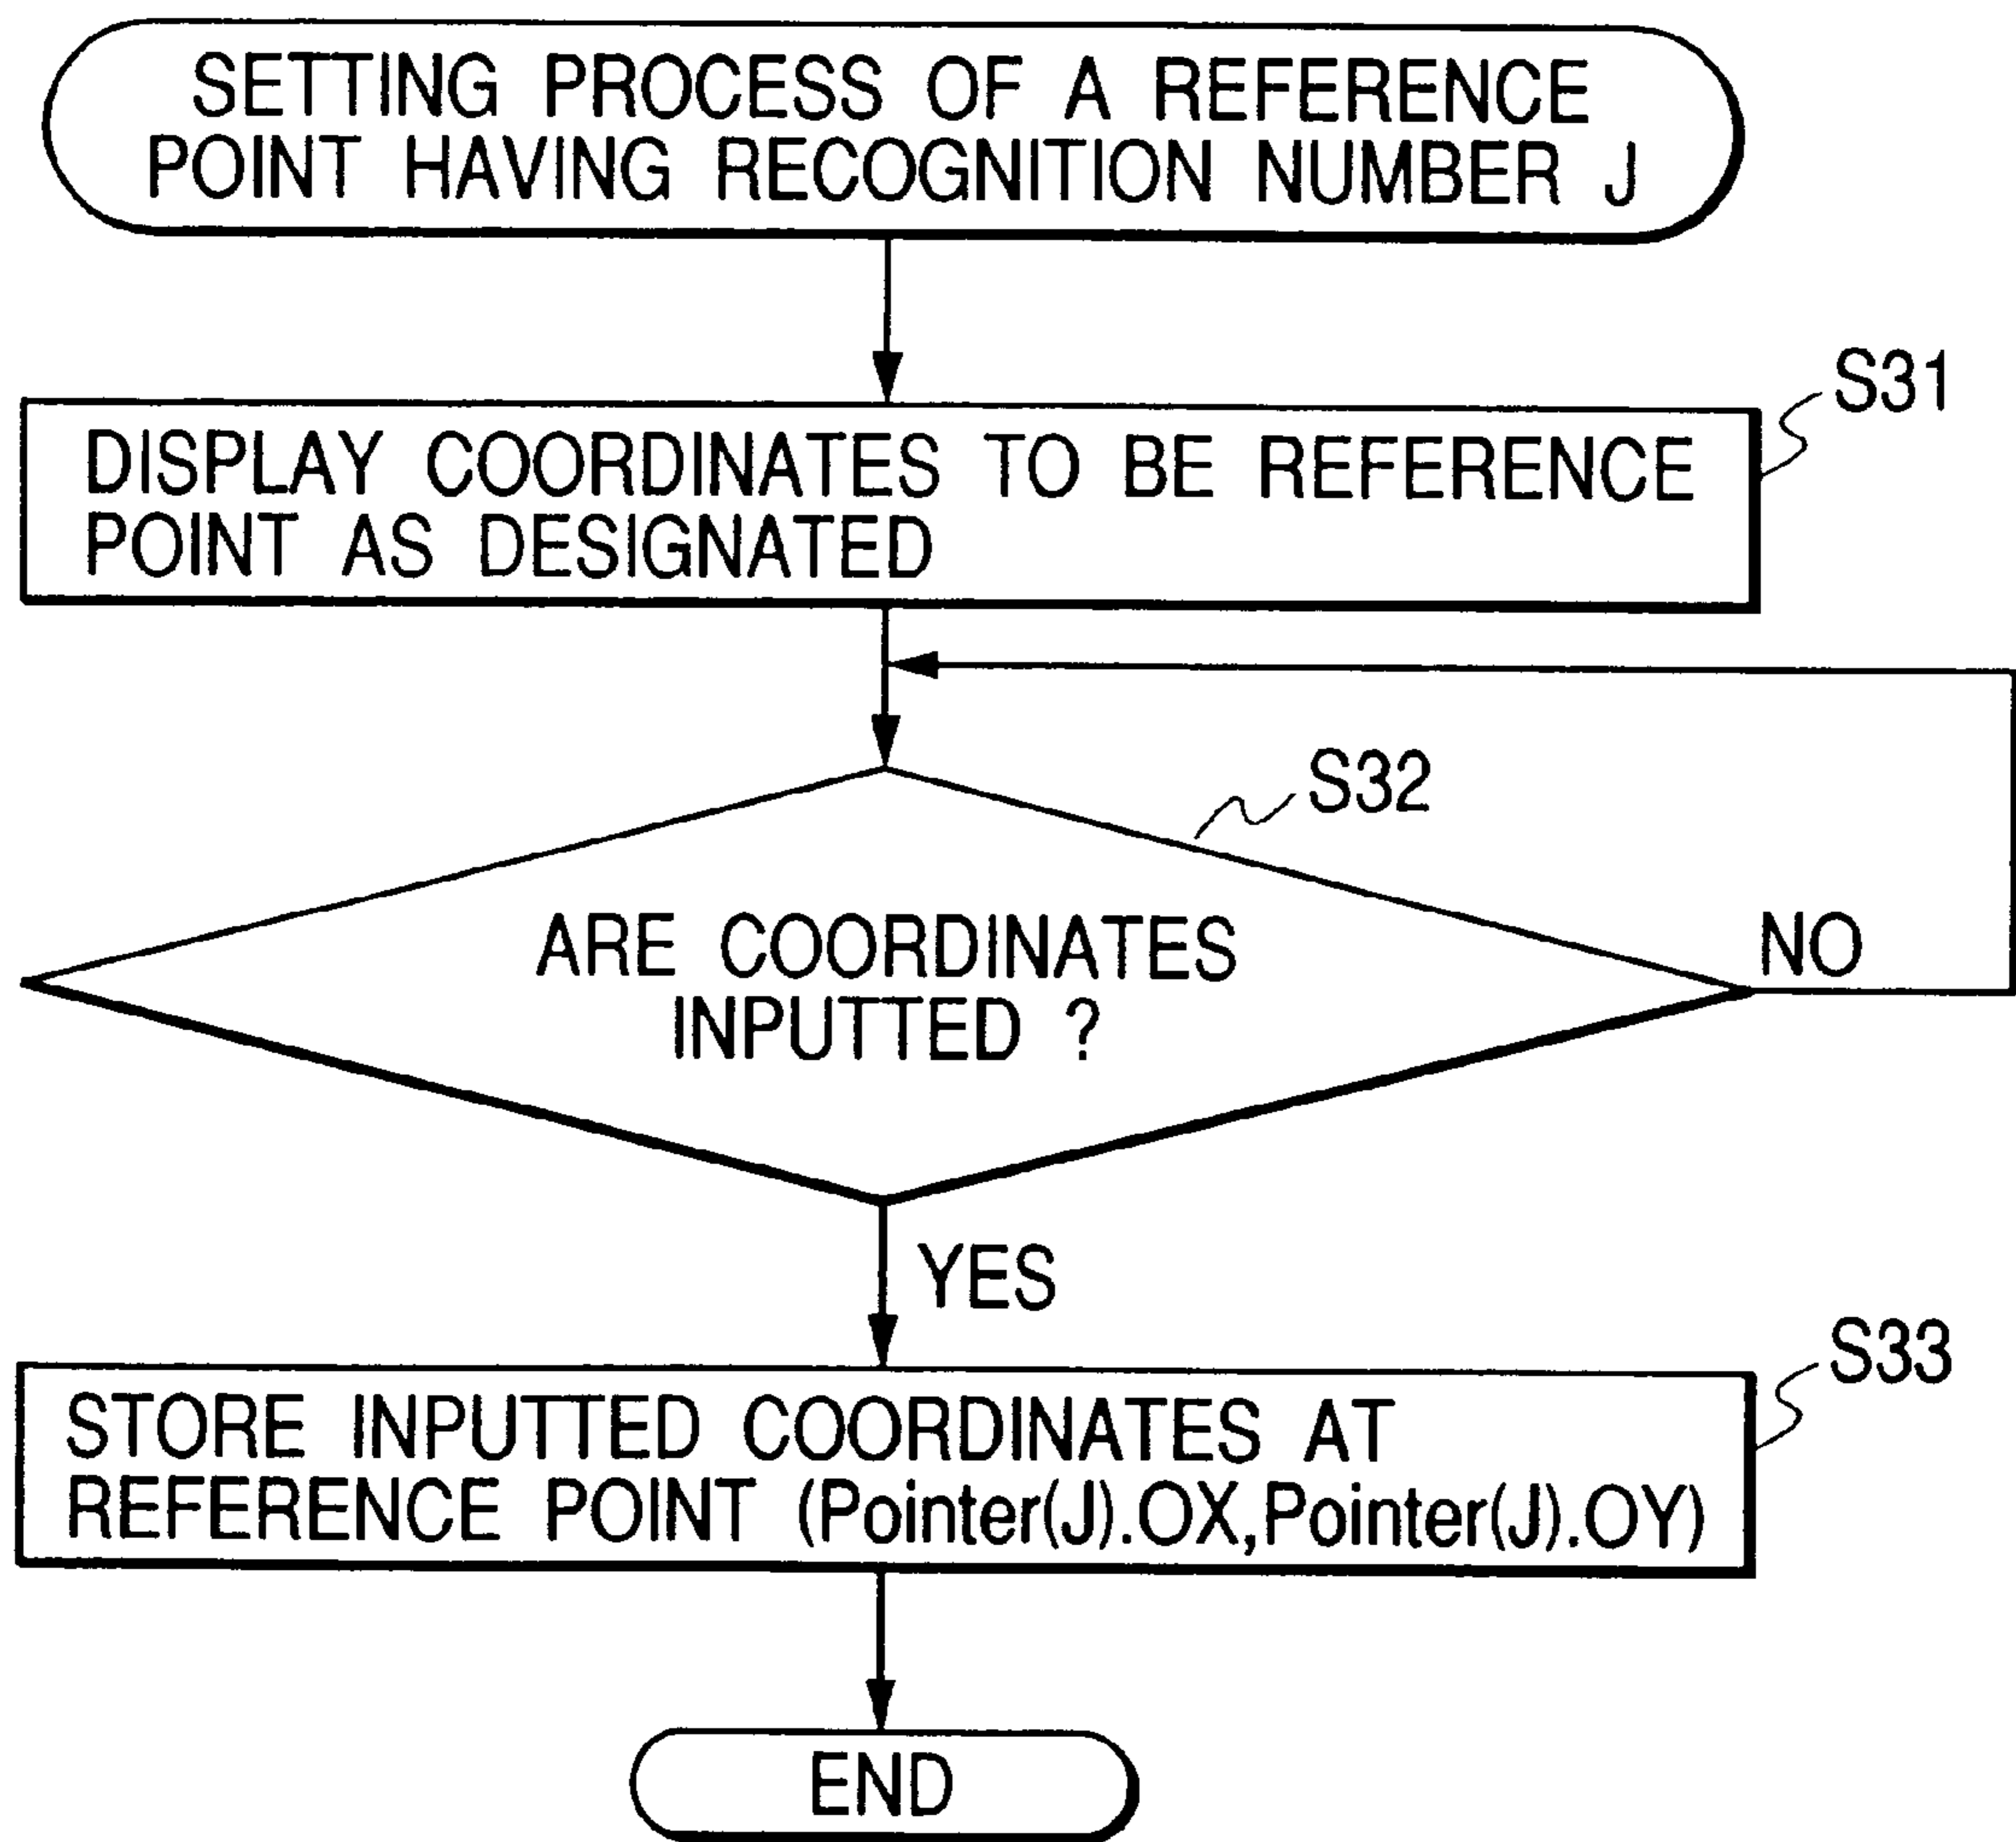 SETTING PROCESS OF A REFERENCE
POINT HAVING RECOGNITION NUMBER J
S31
DISPLAY COORDINATES TO BE REFERENCE
POINT AS DESIGNATED
S32
ARE COORDINATES
INPUTTED ?
NO
YES
S33
STORE INPUTTED COORDINATES AT
REFERENCE POINT (Pointer(J).OX,Pointer(J).OY)
END